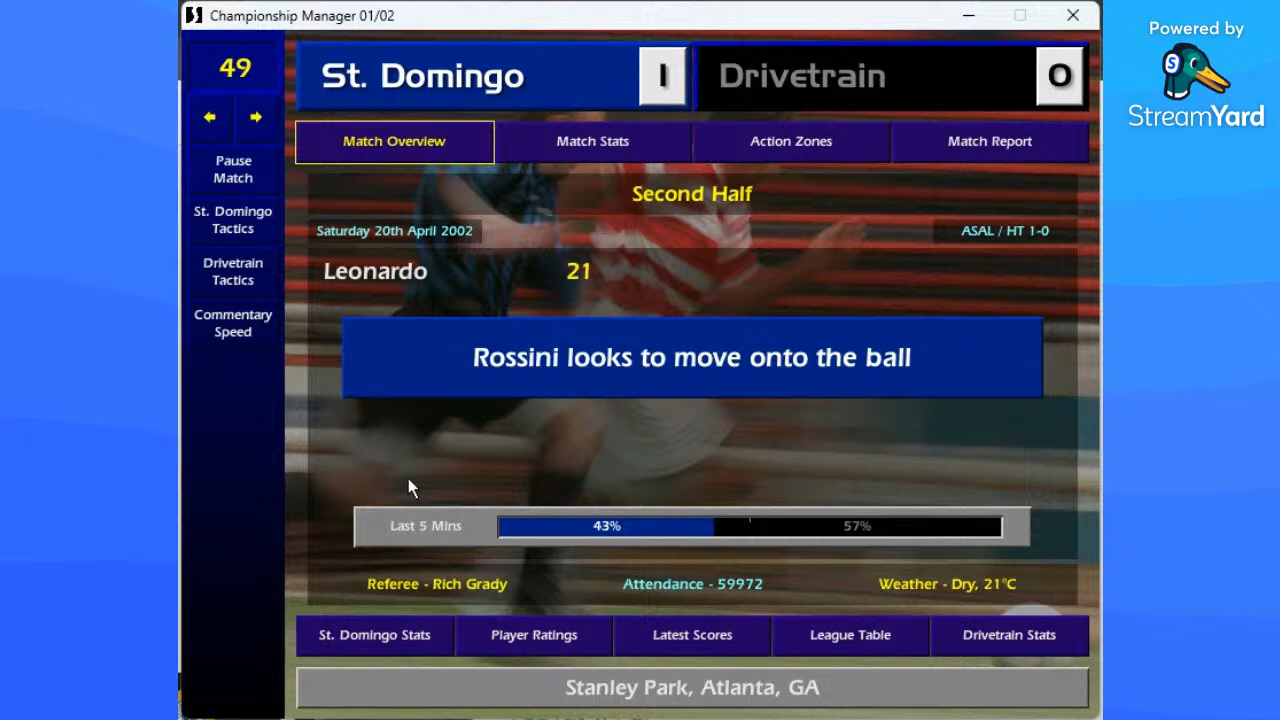 Championship Manager 01/02
Powered by
StreamYard
49
St. Domingo 1
Drivetrain 0
Pause
Match
St. Domingo
Tactics
Drivetrain
Tactics
Commentary
Speed
Match Overview
Match Stats
Action Zones
Match Report
Second Half
Saturday 20th April 2002
ASAL / HT 1-0
Leonardo 21
Rossini looks to move onto the ball
Last 5 Mins 43% 57%
Referee - Rich Grady
Attendance - 59972
Weather - Dry, 21°C
St. Domingo Stats
Player Ratings
Latest Scores
League Table
Drivetrain Stats
Stanley Park, Atlanta, GA